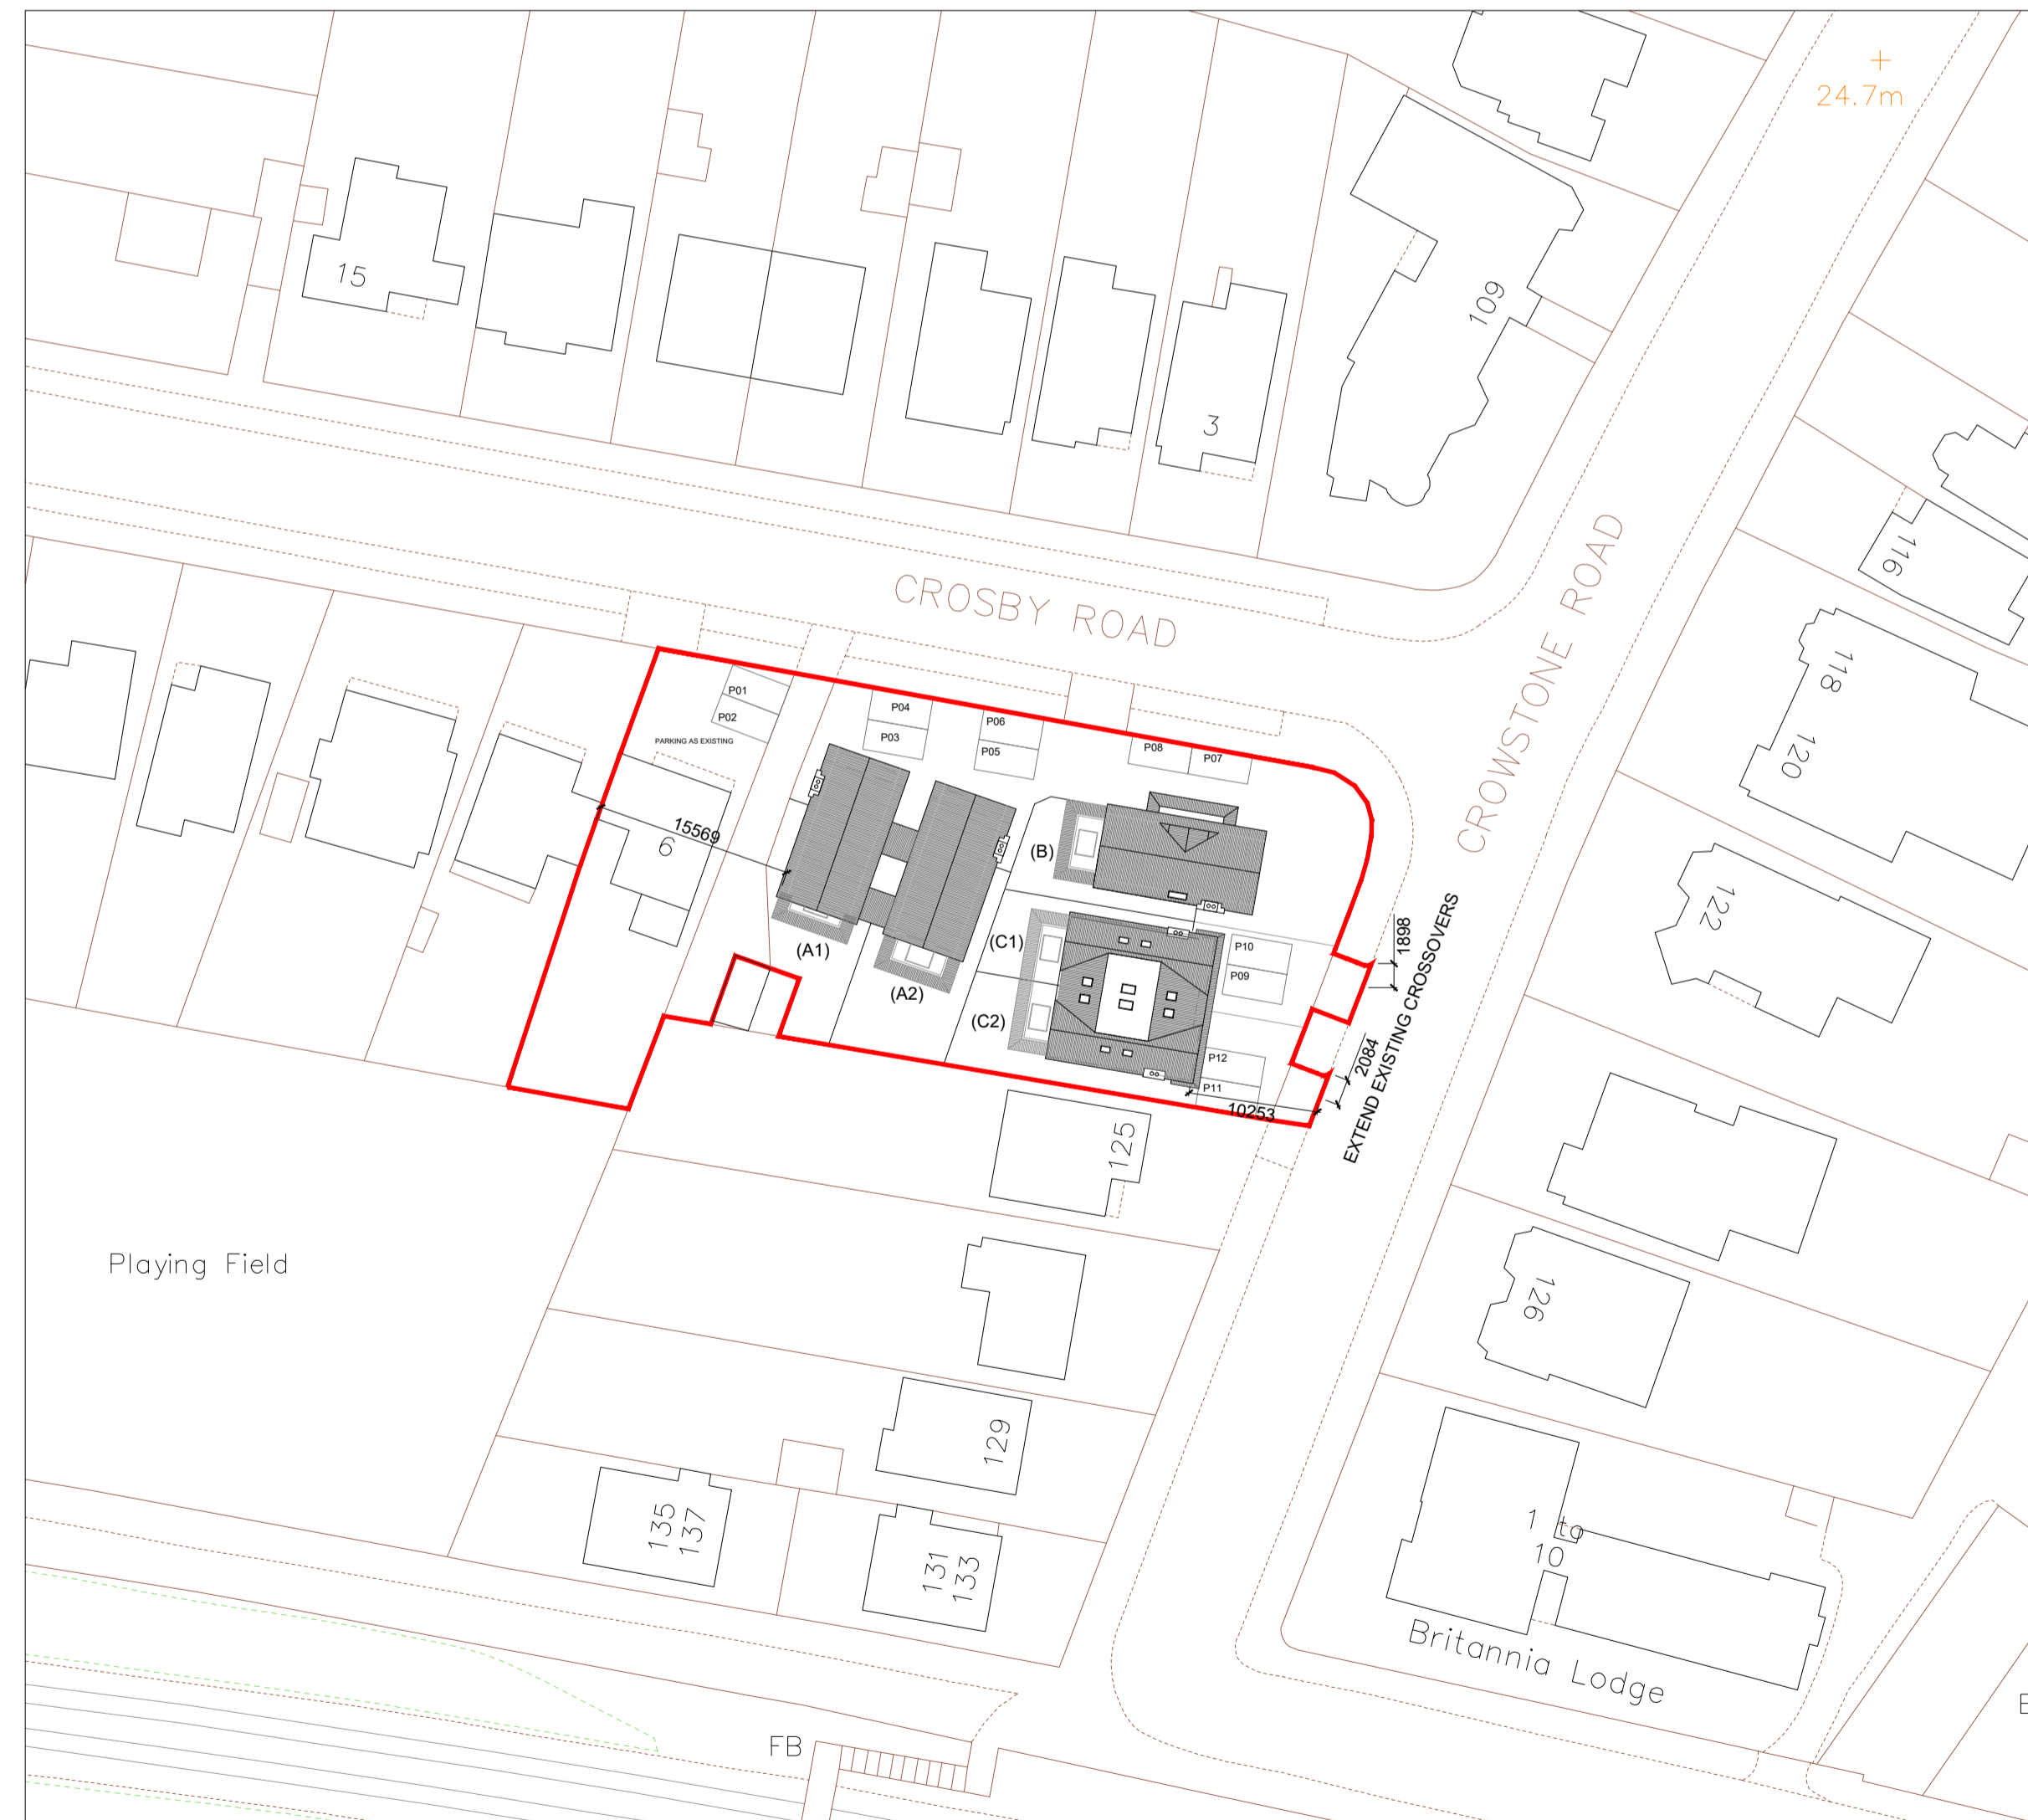 24.7m
15
109
3
116
CROSBY ROAD
CROWSTONE ROAD
118
120
P01
P02
PARKING AS EXISTING
P04
P03
P06
P05
P08
P07
15569
6
(B)
122
(A1)
(A2)
(C1)
(C2)
P10
P09
P12
P11
1898
2084
EXTEND EXISTING CROSSOVERS
10253
125
Playing Field
126
129
135
137
131
133
1 to
10
Britannia Lodge
FB